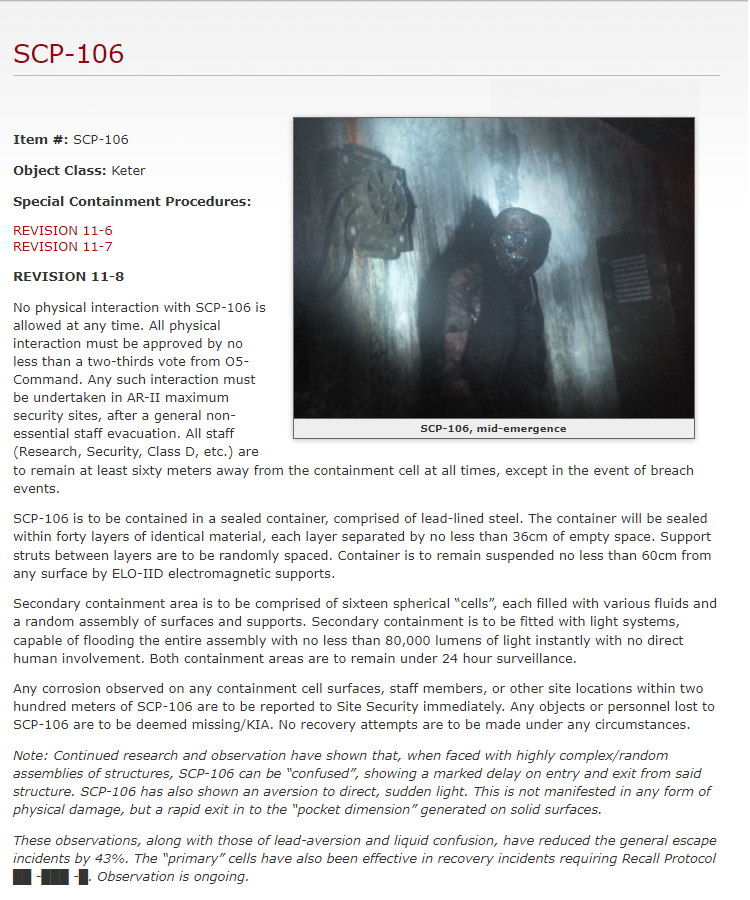 SCP-106
Item #: SCP-106
Object Class: Keter
Special Containment Procedures:
REVISION 11-6
REVISION 11-7
REVISION 11-8
No physical interaction with SCP-106 is
allowed at any time. All physical
interaction must be approved by no
less than a two-thirds vote from O5-
Command. Any such interaction must
be undertaken in AR-II maximum
security sites, after a general non-
essential staff evacuation. All staff
(Research, Security, Class D, etc.) are
to remain at least sixty meters away from the containment cell at all times, except in the event of breach
events.
SCP-106, mid-emergence
SCP-106 is to be contained in a sealed container, comprised of lead-lined steel. The container will be sealed
within forty layers of identical material, each layer separated by no less than 36cm of empty space. Support
struts between layers are to be randomly spaced. Container is to remain suspended no less than 60cm from
any surface by ELO-IID electromagnetic supports.
Secondary containment area is to be comprised of sixteen spherical “cells”, each filled with various fluids and
a random assembly of surfaces and supports. Secondary containment is to be fitted with light systems,
capable of flooding the entire assembly with no less than 80,000 lumens of light instantly with no direct
human involvement. Both containment areas are to remain under 24 hour surveillance.
Any corrosion observed on any containment cell surfaces, staff members, or other site locations within two
hundred meters of SCP-106 are to be reported to Site Security immediately. Any objects or personnel lost to
SCP-106 are to be deemed missing/KIA. No recovery attempts are to be made under any circumstances.
Note: Continued research and observation have shown that, when faced with highly complex/random
assemblies of structures, SCP-106 can be “confused”, showing a marked delay on entry and exit from said
structure. SCP-106 has also shown an aversion to direct, sudden light. This is not manifested in any form of
physical damage, but a rapid exit in to the “pocket dimension” generated on solid surfaces.
These observations, along with those of lead-aversion and liquid confusion, have reduced the general escape
incidents by 43%. The “primary” cells have also been effective in recovery incidents requiring Recall Protocol
██ -███ -█. Observation is ongoing.